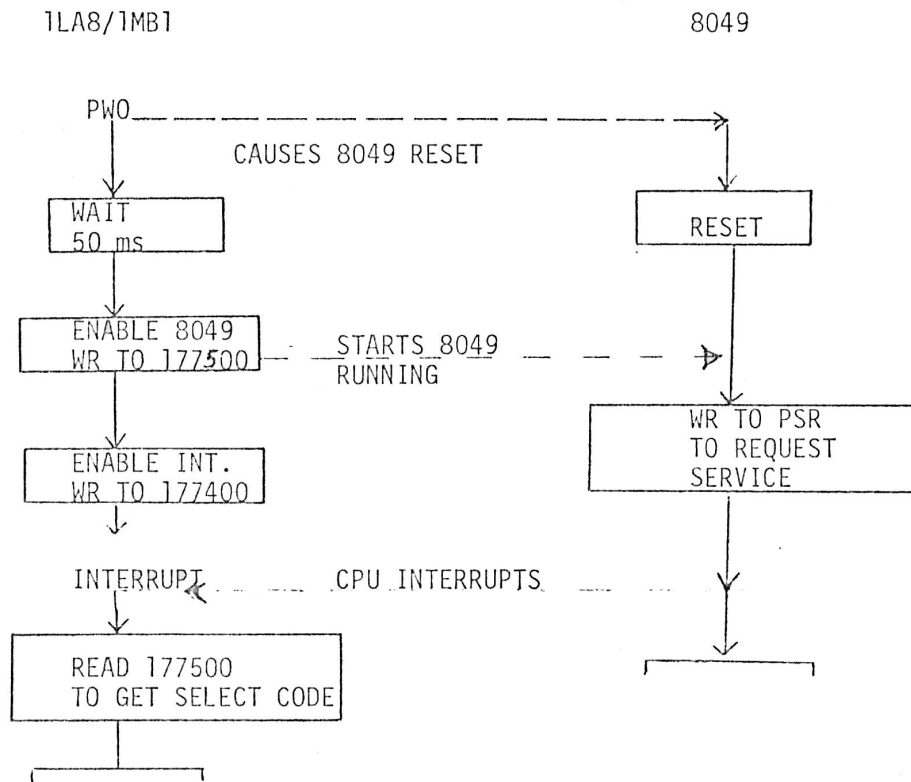 1LA8/1MB1 8049
PWO
CAUSES 8049 RESET
WAIT
50 ms
RESET
ENABLE 8049
WR TO 177500
STARTS 8049
RUNNING
WR TO PSR
TO REQUEST
SERVICE
ENABLE INT.
WR TO 177400
INTERRUPT CPU INTERRUPTS
READ 177500
TO GET SELECT CODE